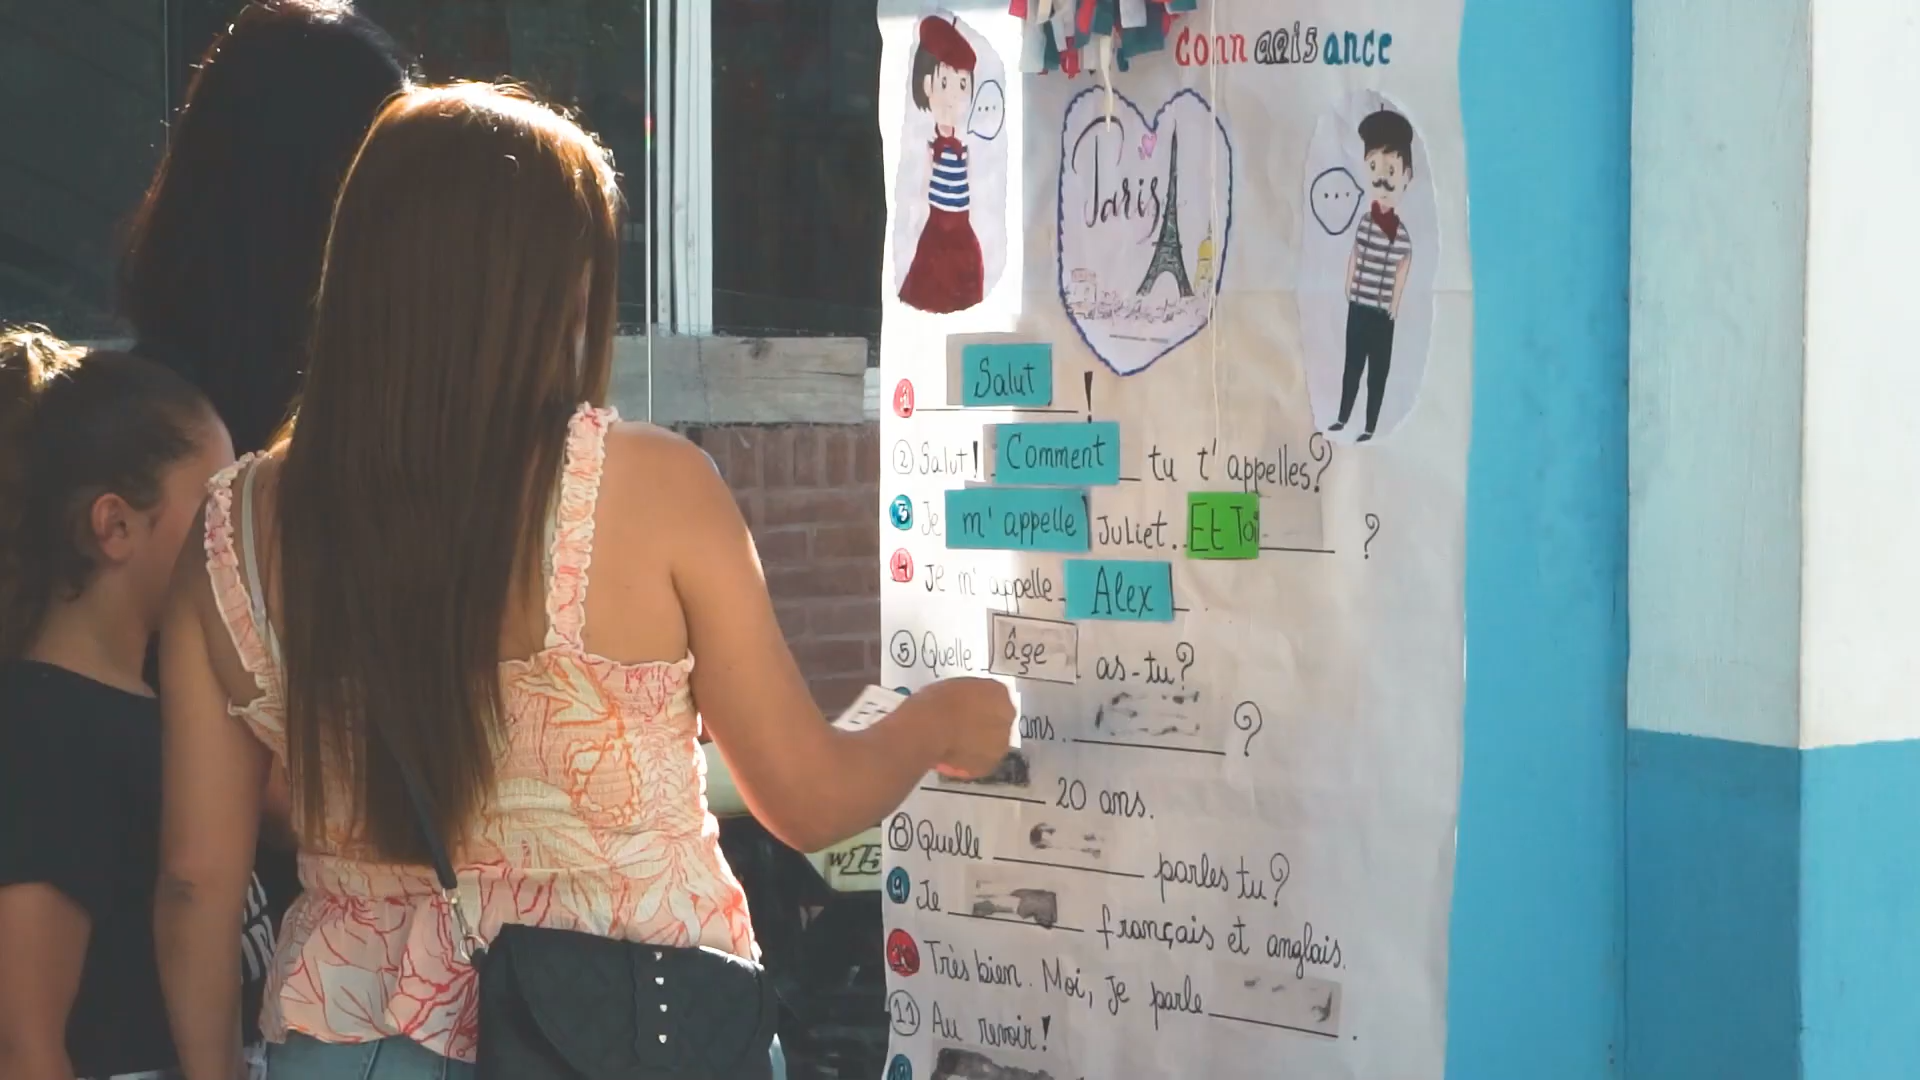 connaisance
Paris
① Salut !
② Salut! Comment tu t' appelles?
3 Je m' appelle Juliet. Et Toi ?
4 Je m' appelle Alex .
⑤ Quelle âge as-tu?
ans. ?
20 ans.
⑧ Quelle parles tu?
9 Je français et anglais.
10 Très bien. Moi, je parle .
⑪ Au revoir!